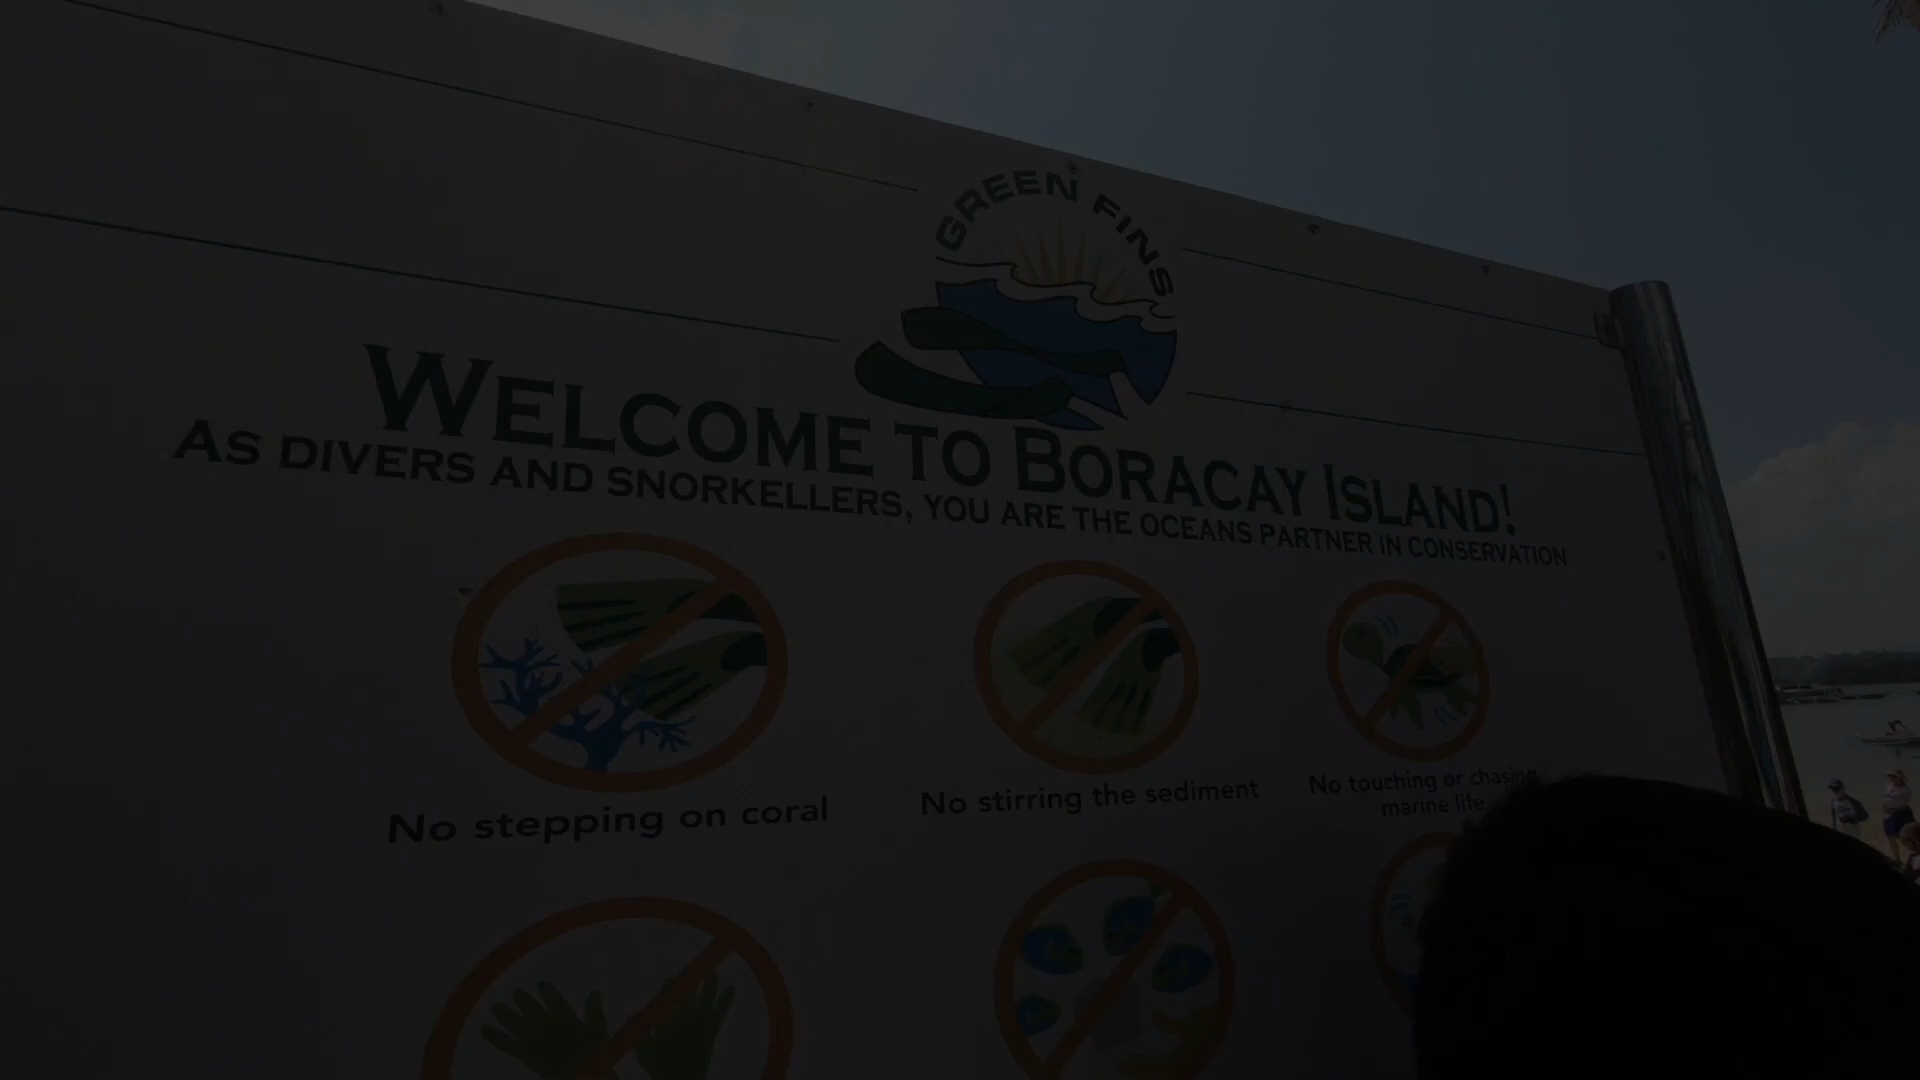 GREEN FINS
WELCOME TO BORACAY ISLAND!
AS DIVERS AND SNORKELLERS, YOU ARE THE OCEANS PARTNER IN CONSERVATION
No stepping on coral
No stirring the sediment
No touching or chasing
marine life